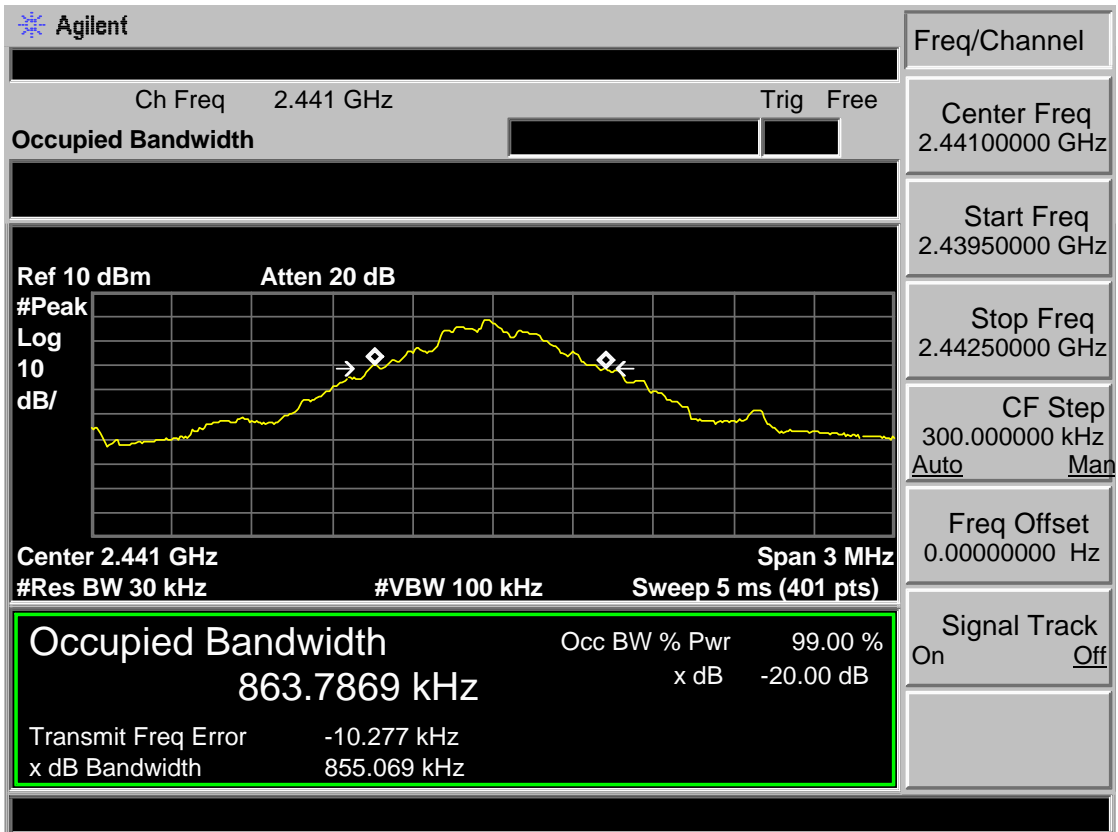 Agilent
Freq/Channel
Ch Freq 2.441 GHz Trig Free
Occupied Bandwidth
Center Freq
2.44100000 GHz
Start Freq
2.43950000 GHz
Stop Freq
2.44250000 GHz
CF Step
300.000000 kHz
Auto Man
Freq Offset
0.00000000 Hz
Signal Track
On Off
Ref 10 dBm Atten 20 dB
#Peak
Log
10
dB/
Center 2.441 GHz Span 3 MHz
#Res BW 30 kHz #VBW 100 kHz Sweep 5 ms (401 pts)
Occupied Bandwidth
863.7869 kHz
Occ BW % Pwr 99.00 %
x dB -20.00 dB
Transmit Freq Error -10.277 kHz
x dB Bandwidth 855.069 kHz